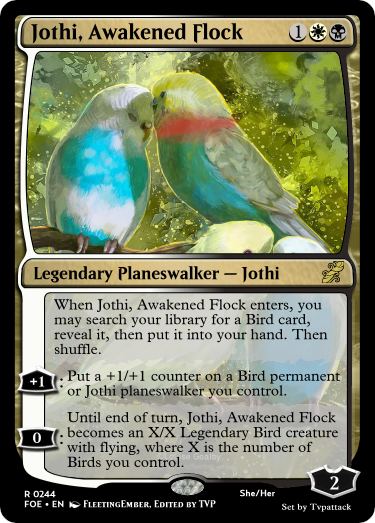 Jothi, Awakened Flock 1
Legendary Planeswalker — Jothi
When Jothi, Awakened Flock enters, you
may search your library for a Bird card,
reveal it, then put it into your hand. Then
shuffle.
+1 : Put a +1/+1 counter on a Bird permanent
or Jothi planeswalker you control.
Until end of turn, Jothi, Awakened Flock
0 : becomes an X/X Legendary Bird creature
with flying, where X is the number of
Birds you control.
2
R 0244 She/Her
FOE • EN FleetingEmber, Edited by TVP Set by Tvpattack